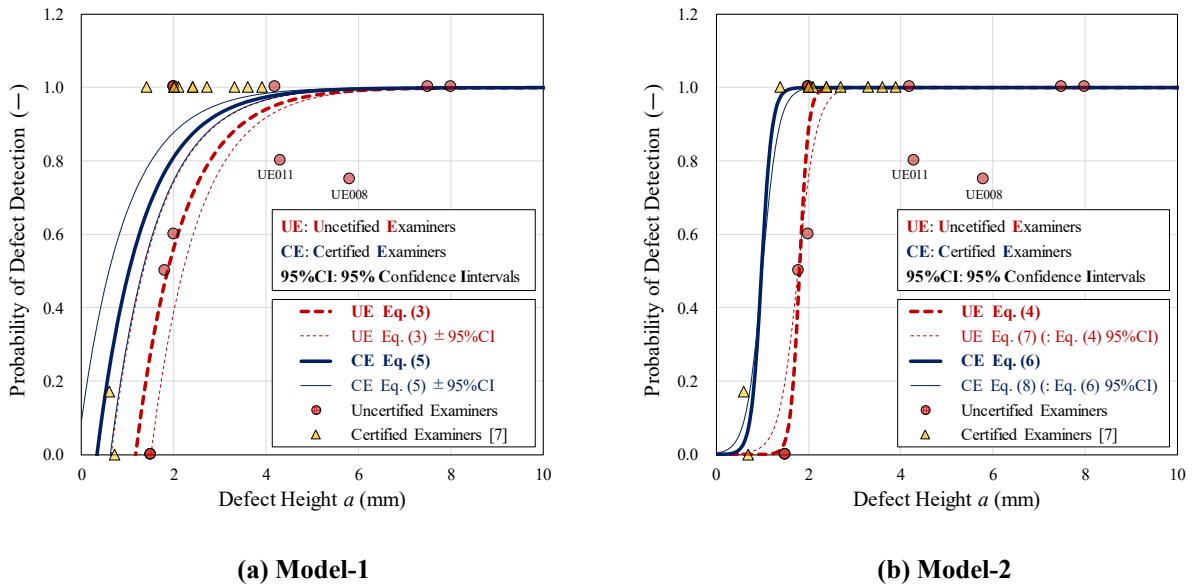 1.2
1.0
0.8
0.6
0.4
0.2
0.0
0
2
4
6
8
10
Probability of Defect Detection (—)
Defect Height a (mm)
UE011
UE008
UE: Uncetified Examiners
CE: Certified Examiners
95%CI: 95% Confidence Iintervals
UE Eq. (3)
UE Eq. (3) ±95%CI
CE Eq. (5)
CE Eq. (5) ±95%CI
Uncertified Examiners
Certified Examiners [7]
(a) Model-1
1.2
1.0
0.8
0.6
0.4
0.2
0.0
0
2
4
6
8
10
Probability of Defect Detection (—)
Defect Height a (mm)
UE011
UE008
UE: Uncetified Examiners
CE: Certified Examiners
95%CI: 95% Confidence Iintervals
UE Eq. (4)
UE Eq. (7) (: Eq. (4) 95%CI)
CE Eq. (6)
CE Eq. (8) (: Eq. (6) 95%CI)
Uncertified Examiners
Certified Examiners [7]
(b) Model-2